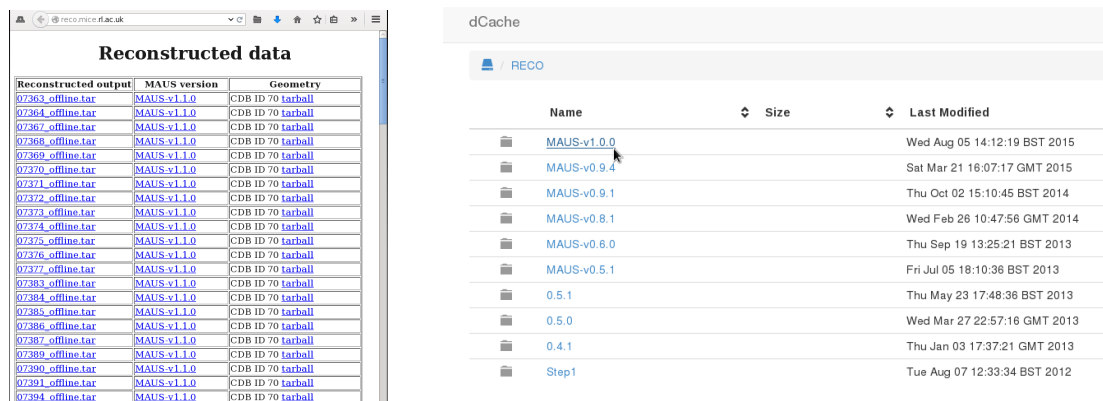 reco.mice.rl.ac.uk
Reconstructed data
Reconstructed output MAUS version Geometry
07363_offline.tar MAUS-v1.1.0 CDB ID 70 tarball
07364_offline.tar MAUS-v1.1.0 CDB ID 70 tarball
07367_offline.tar MAUS-v1.1.0 CDB ID 70 tarball
07368_offline.tar MAUS-v1.1.0 CDB ID 70 tarball
07369_offline.tar MAUS-v1.1.0 CDB ID 70 tarball
07370_offline.tar MAUS-v1.1.0 CDB ID 70 tarball
07371_offline.tar MAUS-v1.1.0 CDB ID 70 tarball
07372_offline.tar MAUS-v1.1.0 CDB ID 70 tarball
07373_offline.tar MAUS-v1.1.0 CDB ID 70 tarball
07374_offline.tar MAUS-v1.1.0 CDB ID 70 tarball
07375_offline.tar MAUS-v1.1.0 CDB ID 70 tarball
07376_offline.tar MAUS-v1.1.0 CDB ID 70 tarball
07377_offline.tar MAUS-v1.1.0 CDB ID 70 tarball
07383_offline.tar MAUS-v1.1.0 CDB ID 70 tarball
07384_offline.tar MAUS-v1.1.0 CDB ID 70 tarball
07385_offline.tar MAUS-v1.1.0 CDB ID 70 tarball
07386_offline.tar MAUS-v1.1.0 CDB ID 70 tarball
07387_offline.tar MAUS-v1.1.0 CDB ID 70 tarball
07389_offline.tar MAUS-v1.1.0 CDB ID 70 tarball
07390_offline.tar MAUS-v1.1.0 CDB ID 70 tarball
07391_offline.tar MAUS-v1.1.0 CDB ID 70 tarball
07394_offline.tar MAUS-v1.1.0 CDB ID 70 tarball
dCache
/ RECO
Name Size Last Modified
MAUS-v1.0.0 Wed Aug 05 14:12:19 BST 2015
MAUS-v0.9.4 Sat Mar 21 16:07:17 GMT 2015
MAUS-v0.9.1 Thu Oct 02 15:10:45 BST 2014
MAUS-v0.8.1 Wed Feb 26 10:47:56 GMT 2014
MAUS-v0.6.0 Thu Sep 19 13:25:21 BST 2013
MAUS-v0.5.1 Fri Jul 05 18:10:36 BST 2013
0.5.1 Thu May 23 17:48:36 BST 2013
0.5.0 Wed Mar 27 22:57:16 GMT 2013
0.4.1 Thu Jan 03 17:37:21 GMT 2013
Step1 Tue Aug 07 12:33:34 BST 2012